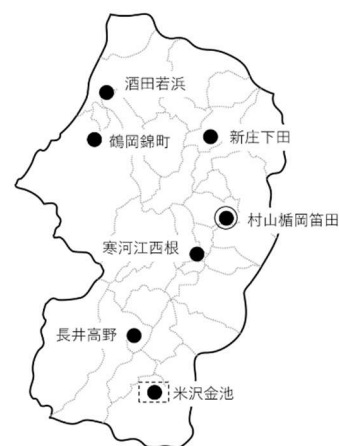 酒田若浜
鶴岡錦町
新庄下田
村山楯岡笛田
寒河江西根
長井高野
米沢金池